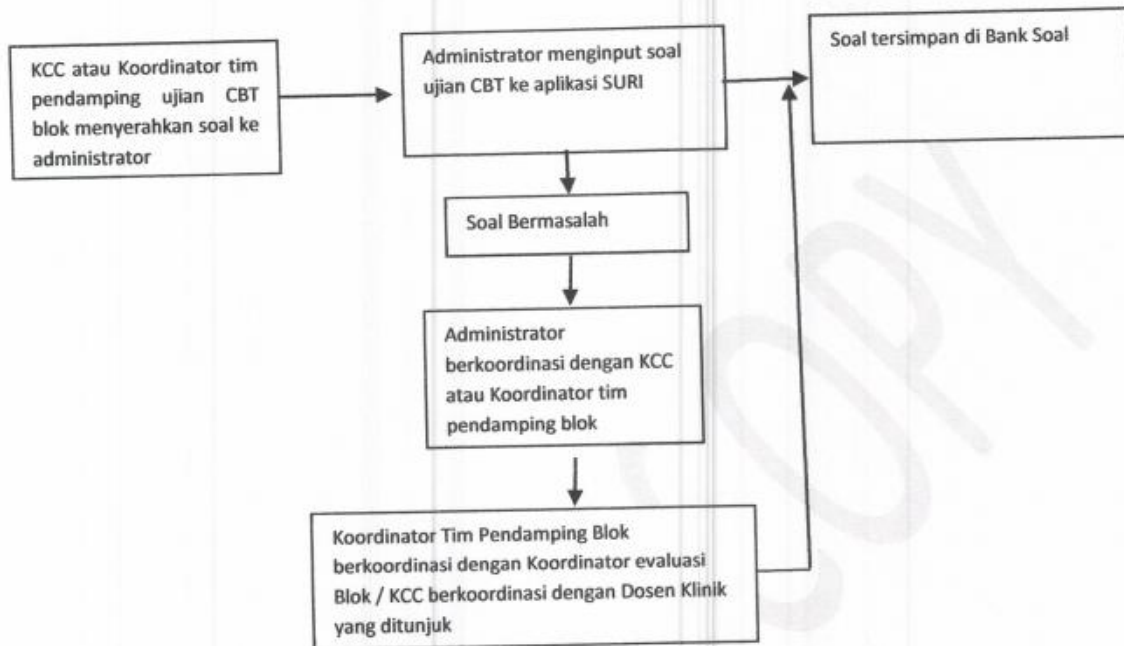 KCC atau Koordinator tim
pendamping ujian CBT
blok menyerahkan soal ke
administrator
Administrator menginput soal
ujian CBT ke aplikasi SURI
Soal tersimpan di Bank Soal
Soal Bermasalah
Administrator
berkoordinasi dengan KCC
atau Koordinator tim
pendamping blok
Koordinator Tim Pendamping Blok
berkoordinasi dengan Koordinator evaluasi
Blok / KCC berkoordinasi dengan Dosen Klinik
yang ditunjuk
COPY